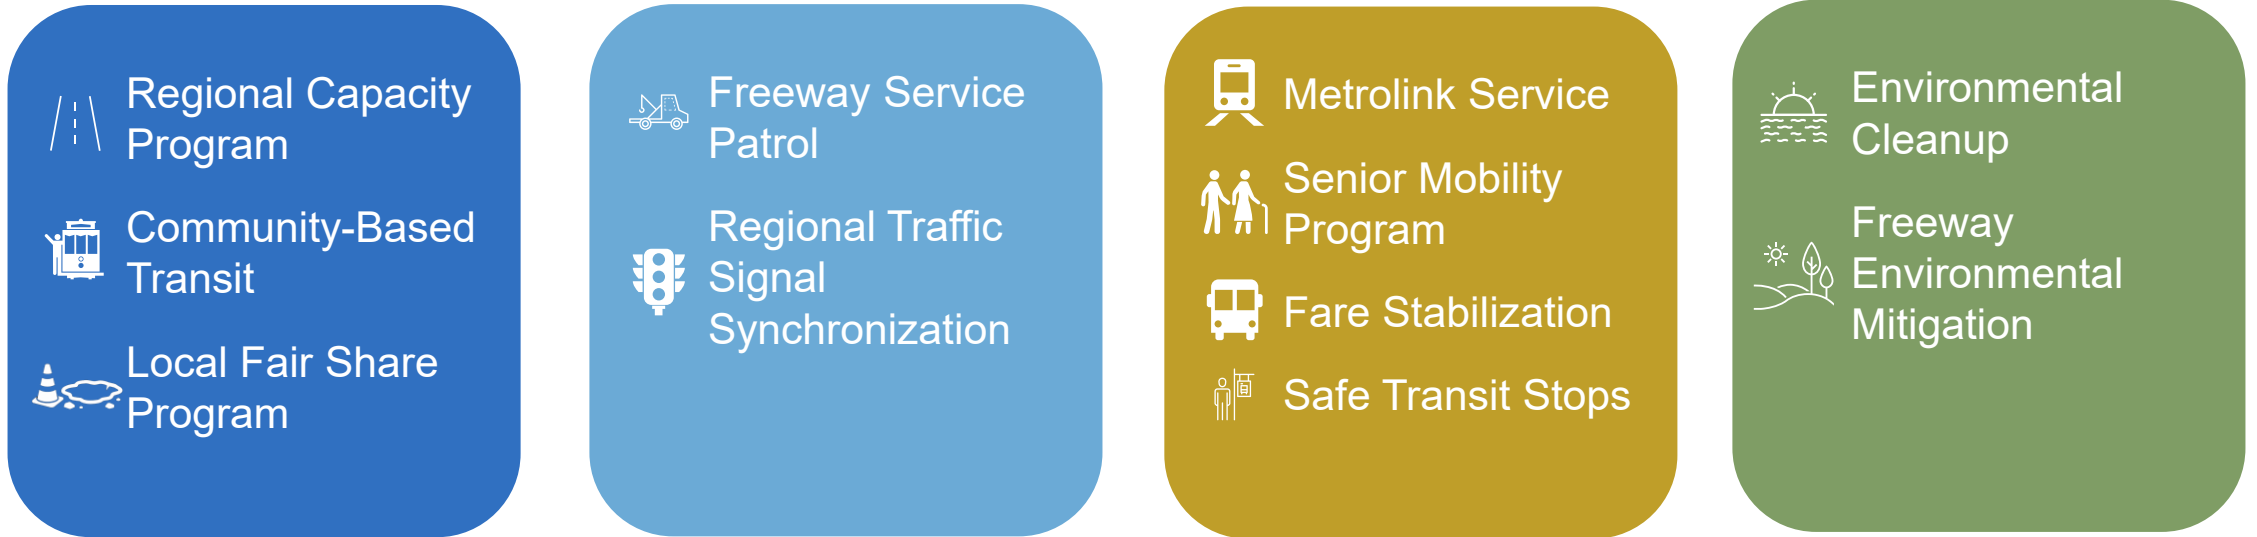 Regional Capacity
Program
Community-Based
Transit
Local Fair Share
Program
Freeway Service
Patrol
Regional Traffic
Signal
Synchronization
Metrolink Service
Senior Mobility
Program
Fare Stabilization
Safe Transit Stops
Environmental
Cleanup
Freeway
Environmental
Mitigation